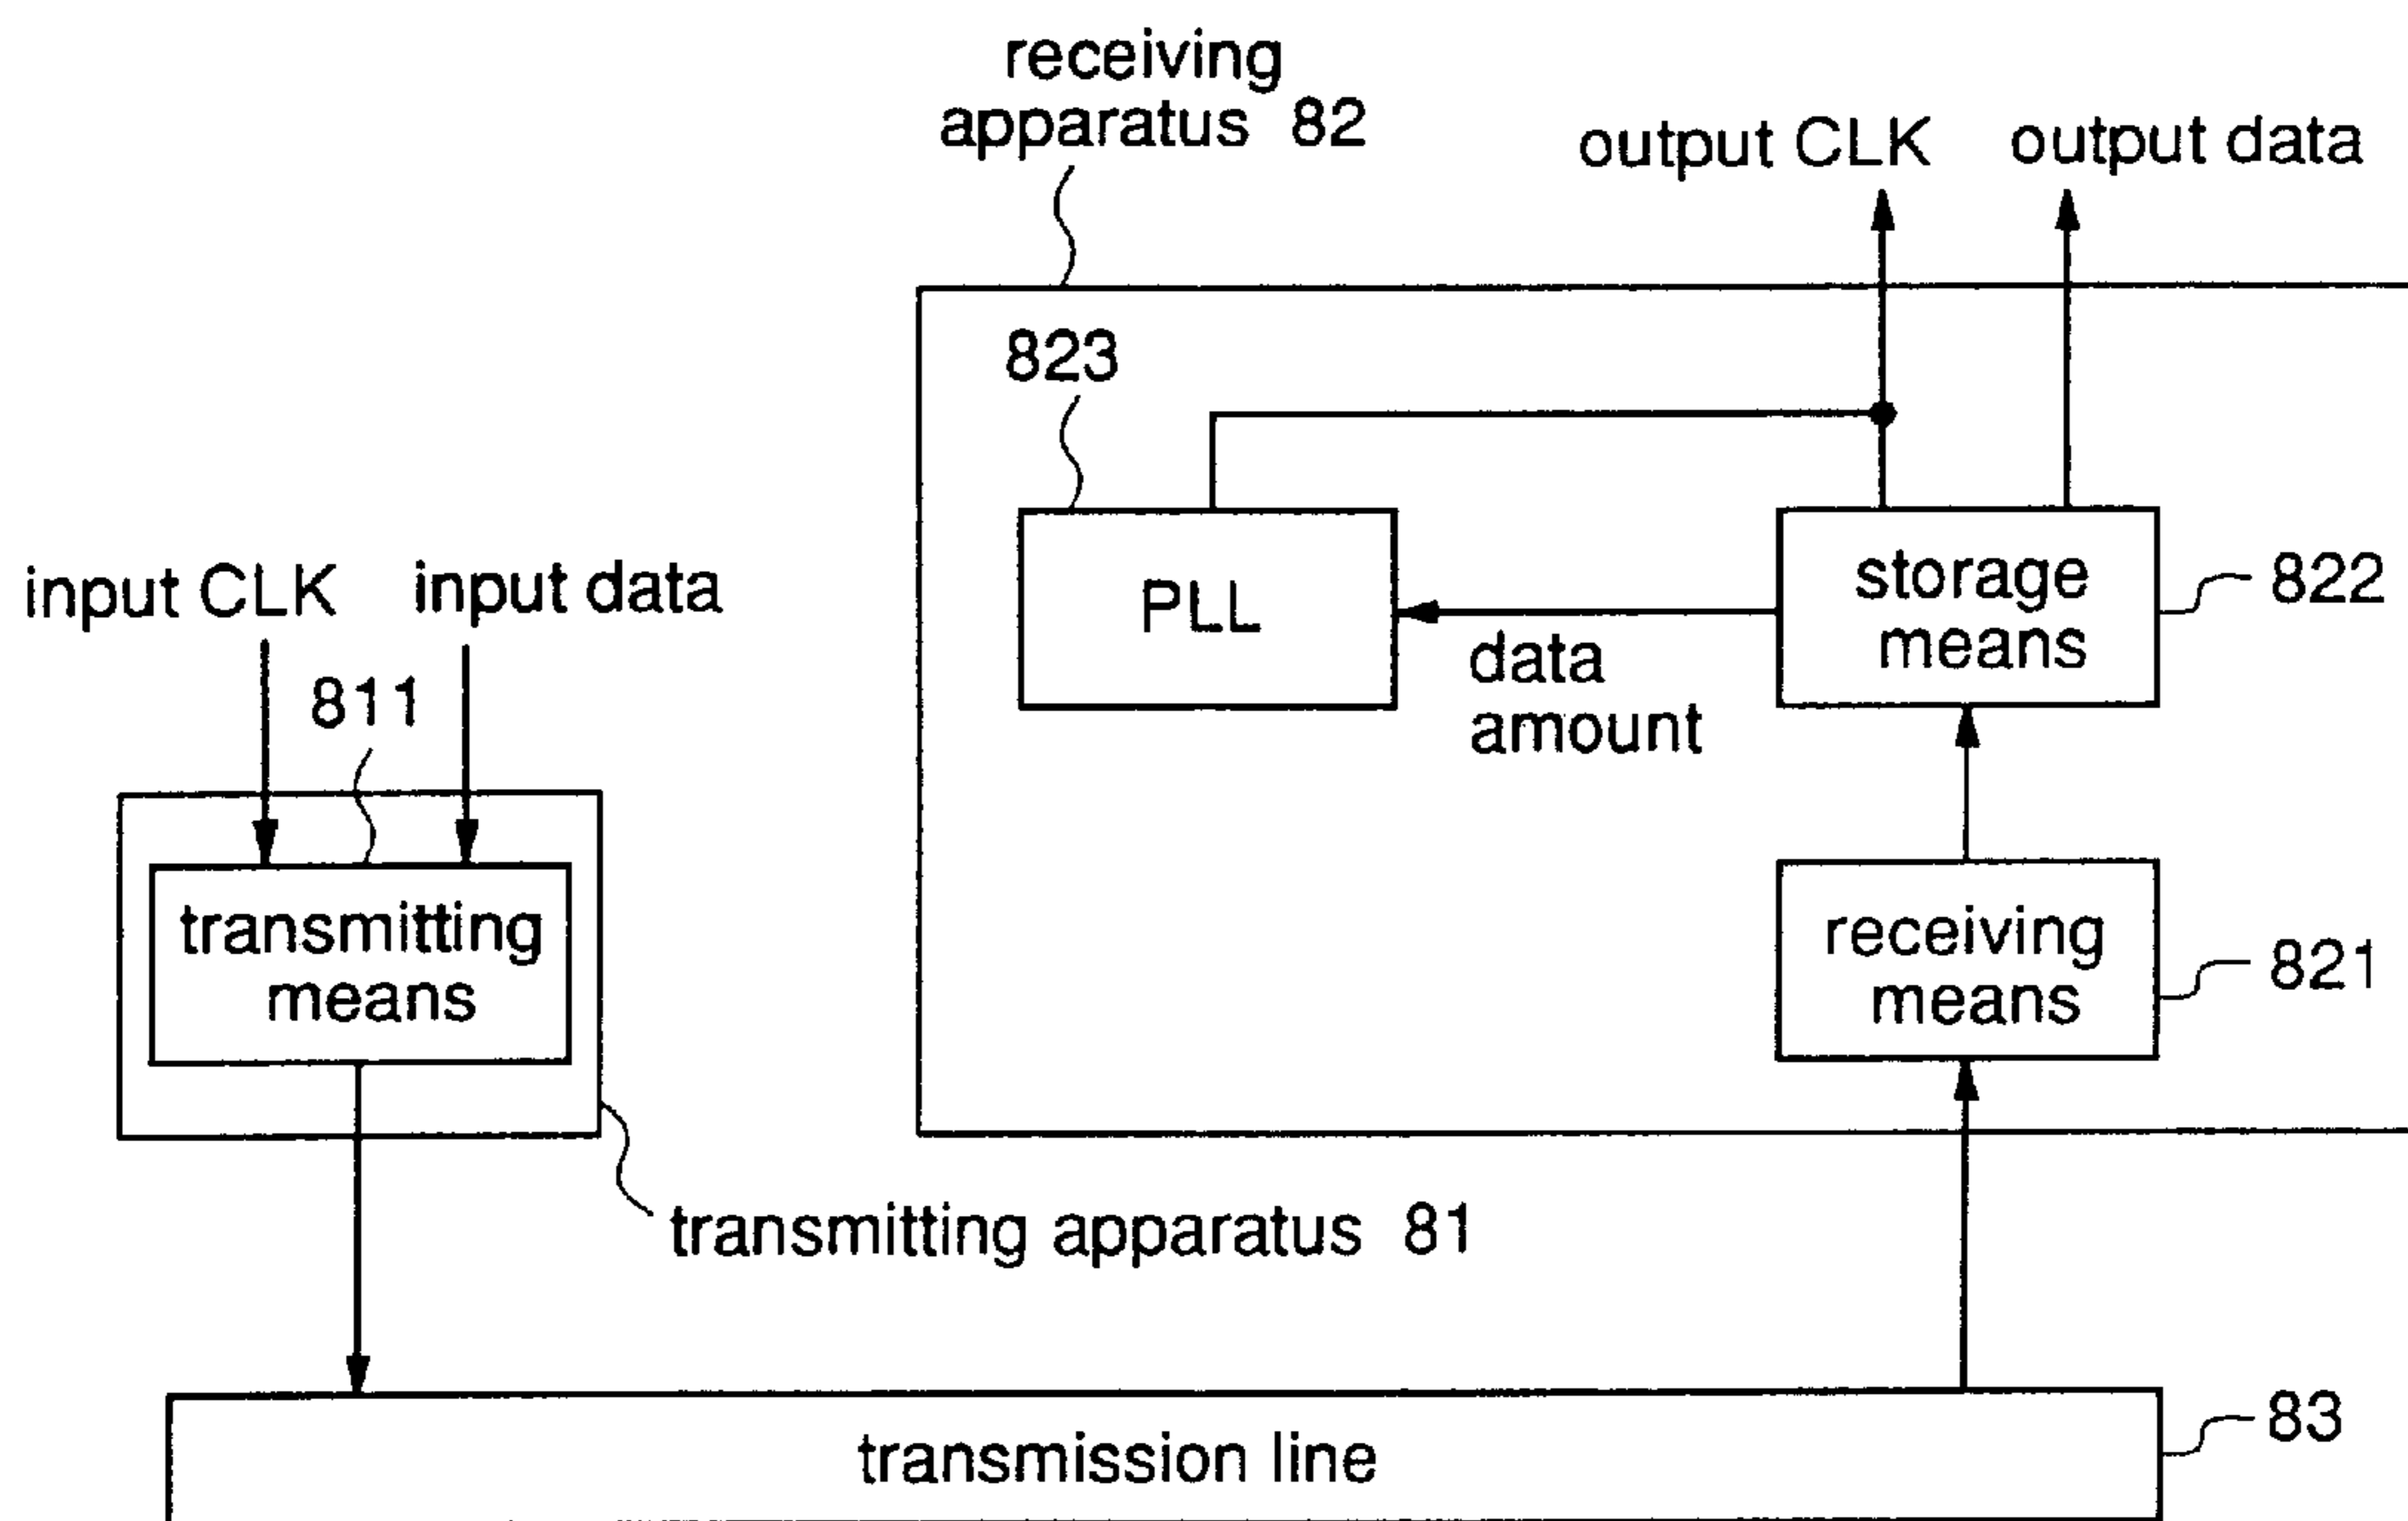 receiving
apparatus 82
output CLK
output data
823
input CLK
input data
PLL
storage
means
822
data
amount
811
transmitting
means
receiving
means
821
transmitting apparatus 81
83
transmission line